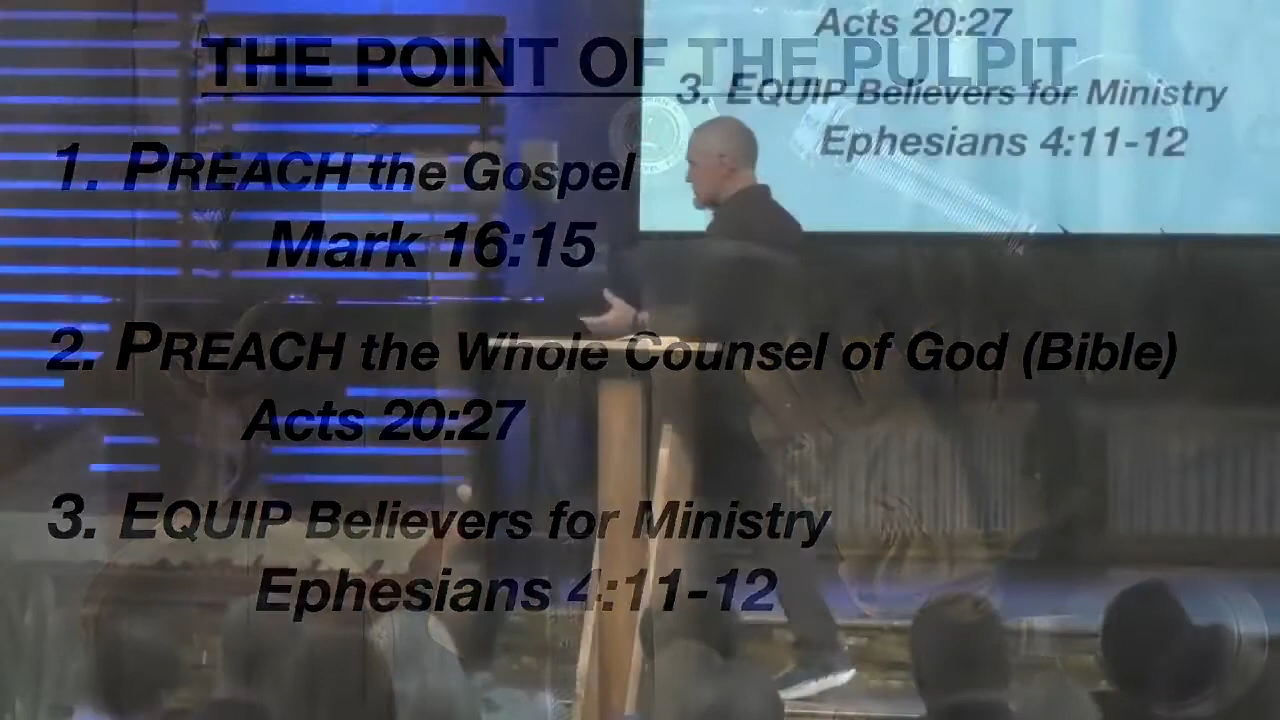 THE POINT OF THE PULPIT
1. PREACH the Gospel
Mark 16:15
2. PREACH the Whole Counsel of God (Bible)
Acts 20:27
3. EQUIP Believers for Ministry
Ephesians 4:11-12
Acts 20:27
3. EQUIP Believers for Ministry
Ephesians 4:11-12